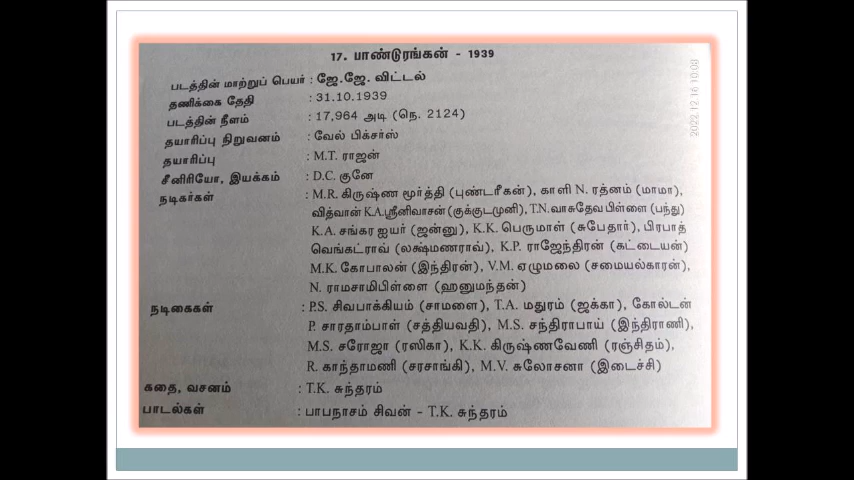 17. பாண்டுரங்கன் - 1939
படத்தின் மாற்றுப் பெயர் : ஜே.ஜே. விட்டல்
தணிக்கை தேதி : 31.10.1939
படத்தின் நீளம் : 17,964 அடி (நெ. 2124)
தயாரிப்பு நிறுவனம் : வேல் பிக்சர்ஸ்
தயாரிப்பு : M.T. ராஜன்
சீனிரியோ, இயக்கம் : D.C. குனே
நடிகர்கள் : M.R. கிருஷ்ண மூர்த்தி (புண்டரீகன்), காளி N. ரத்னம் (மாமா),
வித்வான் K.A.ஸ்ரீனிவாசன் (குக்குடமுனி), T.N.வாசுதேவ பிள்ளை (பந்து)
K.A. சங்கர ஐயர் (ஜன்னு), K.K. பெருமாள் (சுபேதார்), பிரபாத்
வெங்கட்ராவ் (லக்ஷ்மணராவ்), K.P. ராஜேந்திரன் (கட்டையன்)
M.K. கோபாலன் (இந்திரன்), V.M. ஏழுமலை (சமையல்காரன்),
N. ராமசாமிபிள்ளை (ஹனுமந்தன்)
நடிகைகள் : P.S. சிவபாக்கியம் (சாமளை), T.A. மதுரம் (ஜக்கா), கோல்டன்
P. சாரதாம்பாள் (சத்தியவதி), M.S. சந்திராபாய் (இந்திராணி),
M.S. சரோஜா (ரஸிகா), K.K. கிருஷ்ணவேணி (ரஞ்சிதம்),
R. காந்தாமணி (சரசாங்கி), M.V. சுலோசனா (இடைச்சி)
கதை, வசனம் : T.K. சுந்தரம்
பாடல்கள் : பாபநாசம் சிவன் - T.K. சுந்தரம்
2022.12.16 10:08